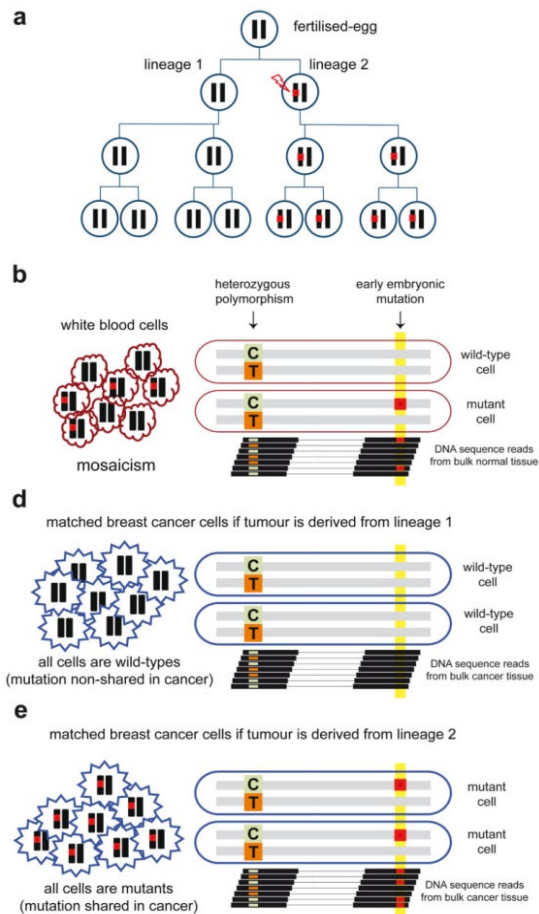 a
fertilised-egg
lineage 1
lineage 2
b
heterozygous
polymorphism
early embryonic
mutation
white blood cells
C
T
wild-type
cell
C
T
mutant
cell
mosaicism
DNA sequence reads
from bulk normal tissue
d
matched breast cancer cells if tumour is derived from lineage 1
C
T
wild-type
cell
C
T
wild-type
cell
all cells are wild-types
(mutation non-shared in cancer)
DNA sequence reads
from bulk cancer tissue
e
matched breast cancer cells if tumour is derived from lineage 2
C
T
mutant
cell
C
T
mutant
cell
all cells are mutants
(mutation shared in cancer)
DNA sequence reads
from bulk cancer tissue